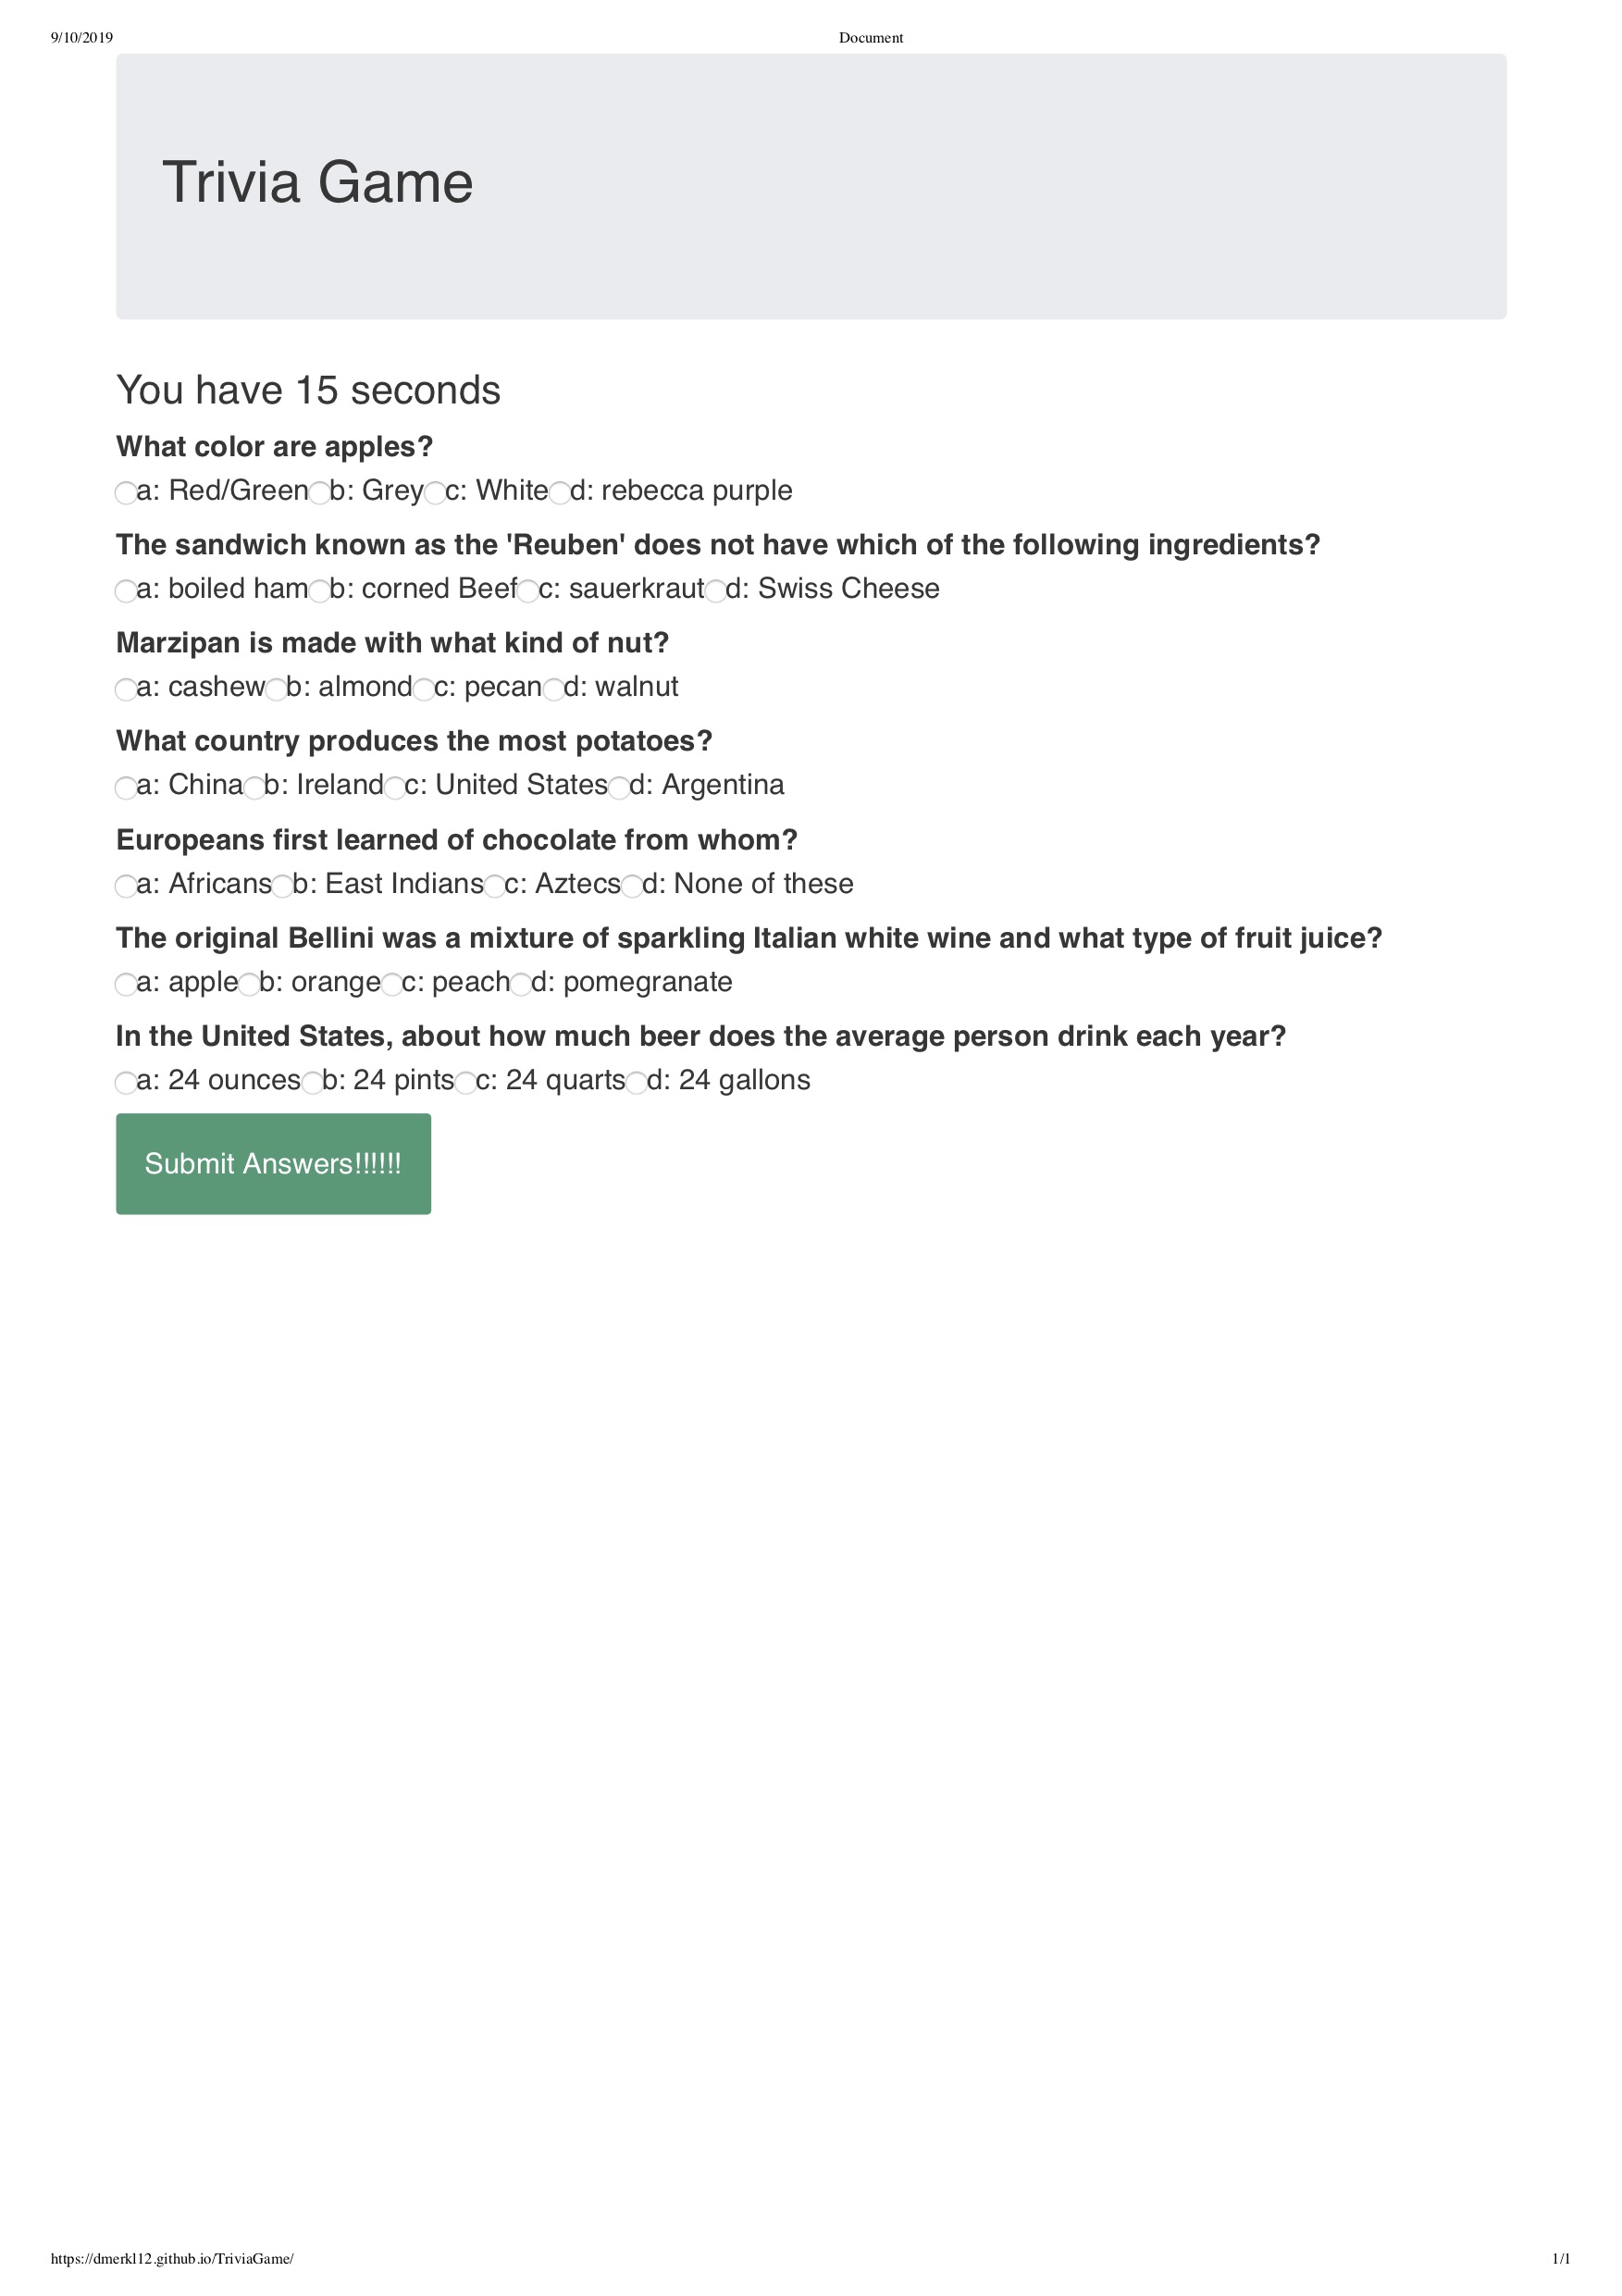 9/10/2019 Document
Trivia Game
You have 15 seconds
What color are apples?
a: Red/Green b: Grey c: White d: rebecca purple
The sandwich known as the 'Reuben' does not have which of the following ingredients?
a: boiled ham b: corned Beef c: sauerkraut d: Swiss Cheese
Marzipan is made with what kind of nut?
a: cashew b: almond c: pecan d: walnut
What country produces the most potatoes?
a: China b: Ireland c: United States d: Argentina
Europeans first learned of chocolate from whom?
a: Africans b: East Indians c: Aztecs d: None of these
The original Bellini was a mixture of sparkling Italian white wine and what type of fruit juice?
a: apple b: orange c: peach d: pomegranate
In the United States, about how much beer does the average person drink each year?
a: 24 ounces b: 24 pints c: 24 quarts d: 24 gallons
Submit Answers!!!!!!
https://dmerkl12.github.io/TriviaGame/ 1/1